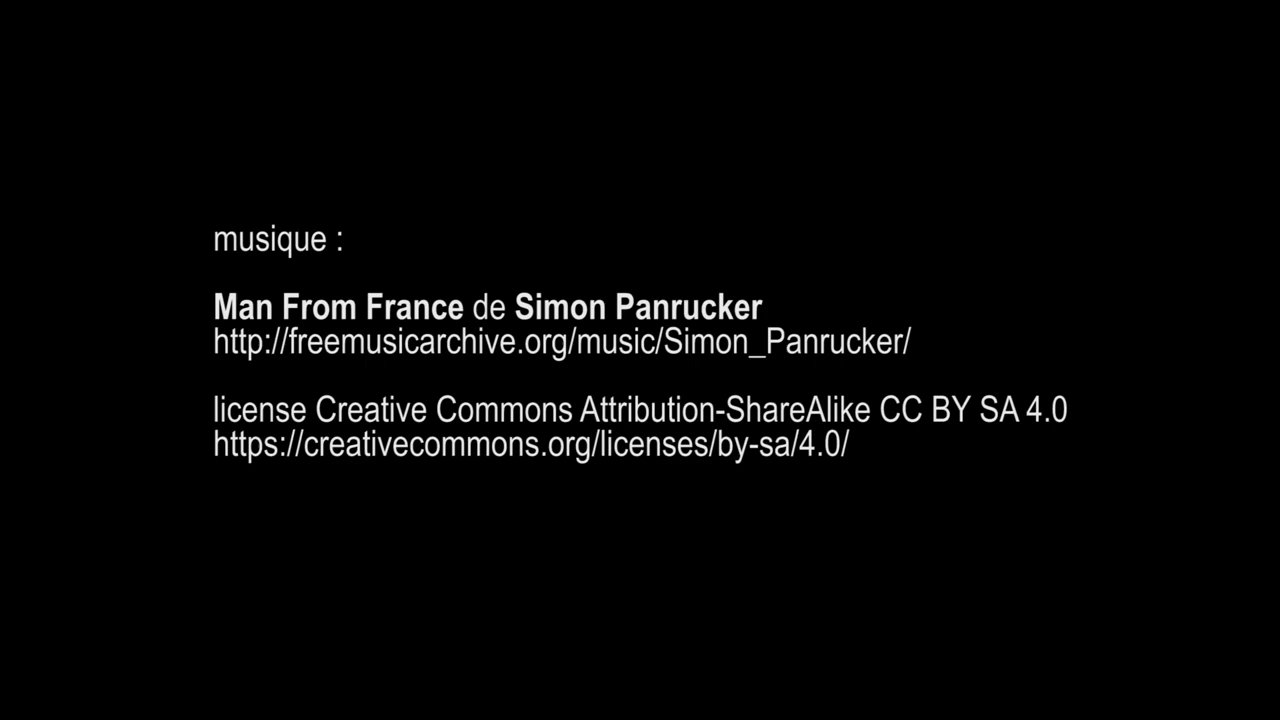 musique :
Man From France de Simon Panrucker
http://freemusicarchive.org/music/Simon_Panrucker/
license Creative Commons Attribution-ShareAlike CC BY SA 4.0
https://creativecommons.org/licenses/by-sa/4.0/